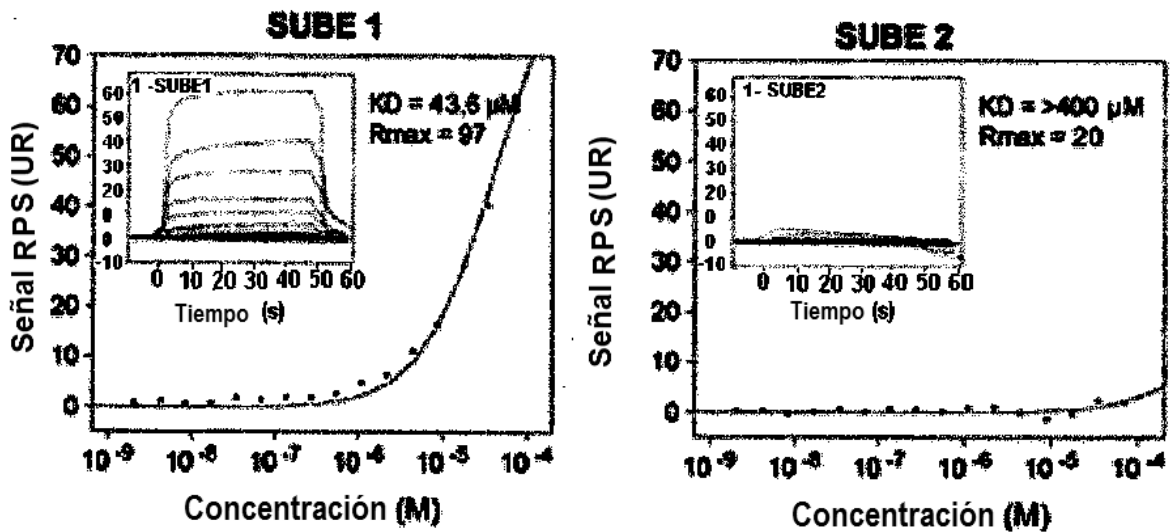 SUBE 1
Señal RPS (UR)
70
60
50
40
30
20
10
0
1 -SUBE1
60
50
40
30
20
0
0
-10
0 10 20 30 40 50 60
Tiempo (s)
KD = 43,6 µM
Rmax = 97
10-9 10-8 10-7 10-6 10-5 10-4
Concentración (M)
SUBE 2
Señal RPS (UR)
70
60
50
40
30
20
10
0
1- SUBE2
60
50
40
30
20
0
0
-10
0 10 20 30 40 50 60
Tiempo (s)
KD = >400 µM
Rmax = 20
10-9 10-8 10-7 10-6 10-5 10-4
Concentración (M)